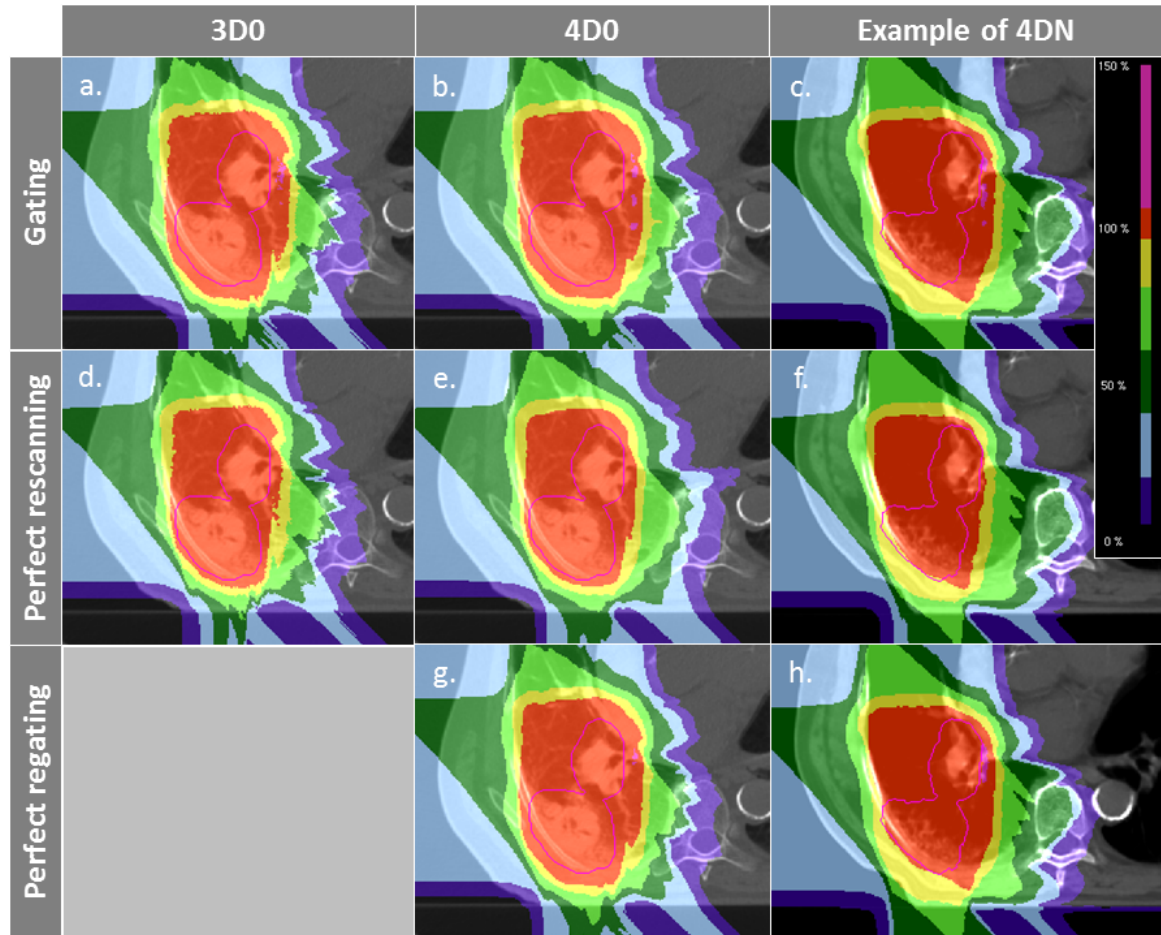 3D0 4D0 Example of 4DN
Gating
a. b. c.
150 %
100 %
50 %
0 %
Perfect rescanning
d. e. f.
Perfect regating
g. h.